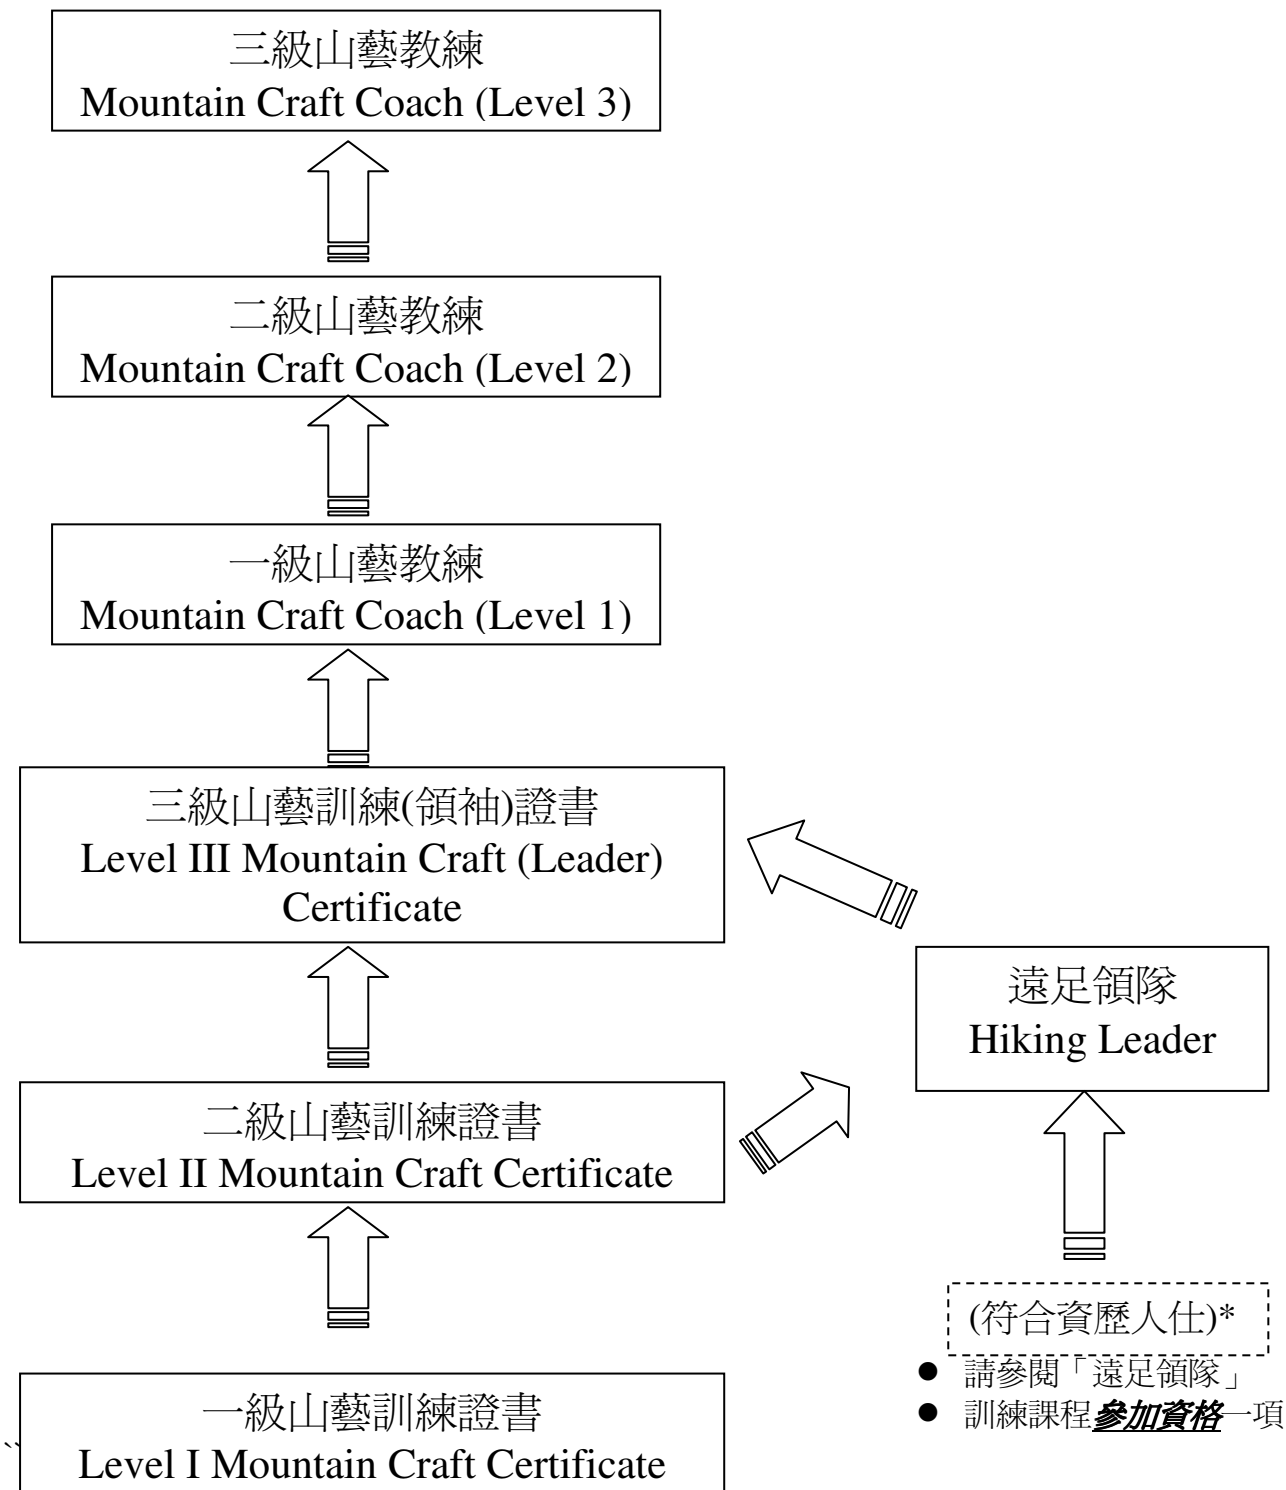 三級山藝教練
Mountain Craft Coach (Level 3)
二級山藝教練
Mountain Craft Coach (Level 2)
一級山藝教練
Mountain Craft Coach (Level 1)
三級山藝訓練(領袖)證書
Level III Mountain Craft (Leader)
Certificate
遠足領隊
Hiking Leader
二級山藝訓練證書
Level II Mountain Craft Certificate
(符合資歷人仕)*
● 請參閱「遠足領隊」
● 訓練課程參加資格一項
一級山藝訓練證書
Level I Mountain Craft Certificate
``